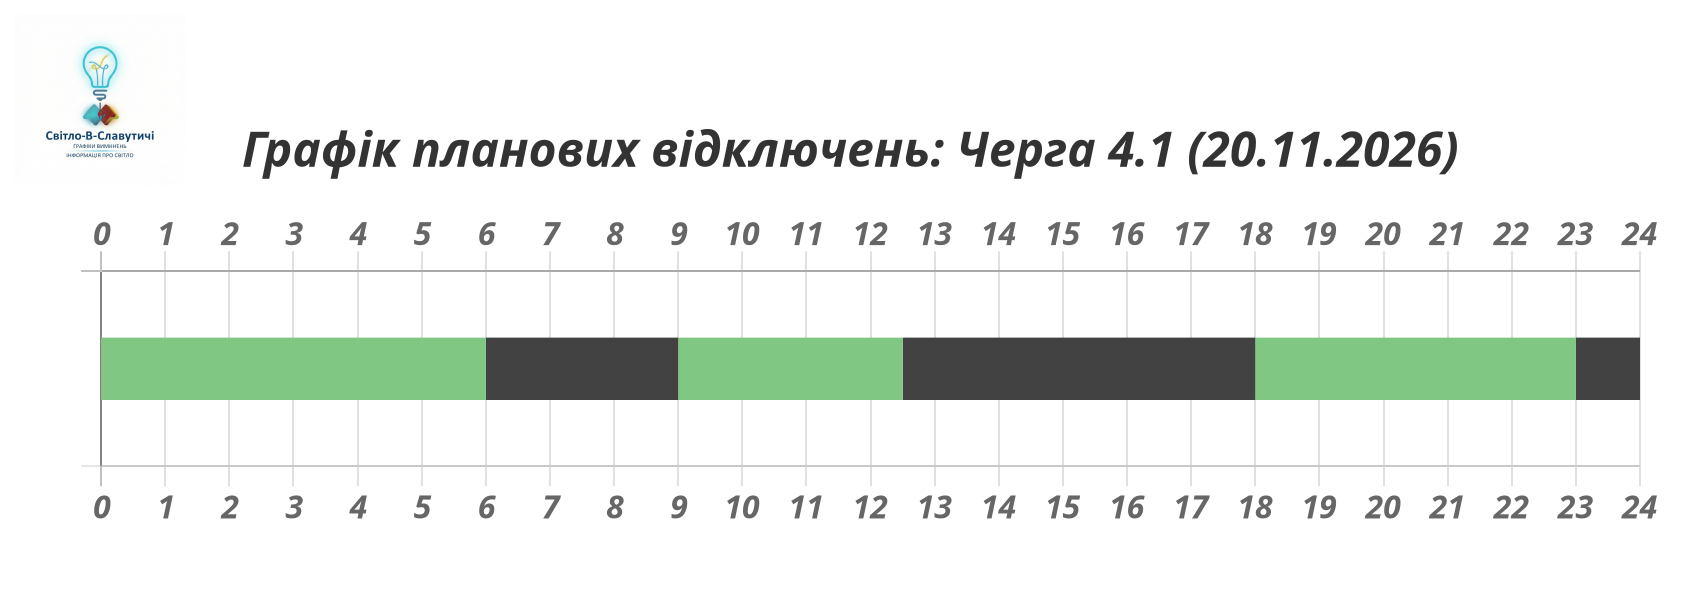 Світло-В-Славутичі
ГРАФІКИ ВИМКНЕНЬ
ІНФОРМАЦІЯ ПРО СВІТЛО
Графік планових відключень: Черга 4.1 (20.11.2026)
0 1 2 3 4 5 6 7 8 9 10 11 12 13 14 15 16 17 18 19 20 21 22 23 24
0 1 2 3 4 5 6 7 8 9 10 11 12 13 14 15 16 17 18 19 20 21 22 23 24